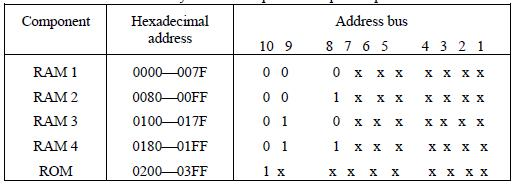 Component Hexadecimal address Address bus
10 9 8 7 6 5 4 3 2 1
RAM 1 0000—007F 0 0 0 x x x x x x x
RAM 2 0080—00FF 0 0 1 x x x x x x x
RAM 3 0100—017F 0 1 0 x x x x x x x
RAM 4 0180—01FF 0 1 1 x x x x x x x
ROM 0200—03FF 1 x x x x x x x x x